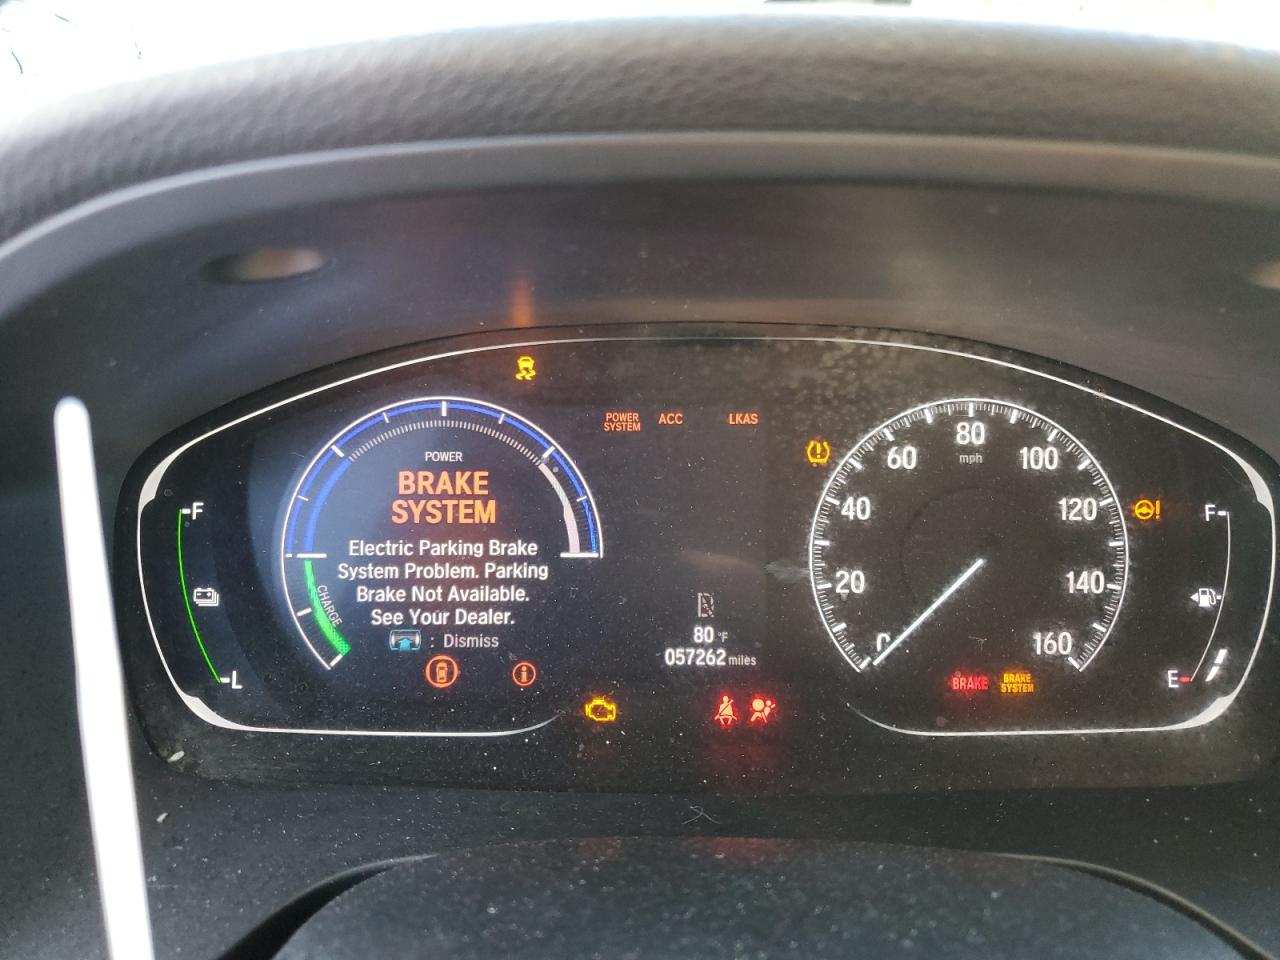 POWER
SYSTEM
ACC
LKAS
POWER
BRAKE
SYSTEM
Electric Parking Brake
System Problem. Parking
Brake Not Available.
See Your Dealer.
: Dismiss
CHARGE
F
L
80 °F
057262 miles
20
40
60
80
mph
100
120
140
160
BRAKE
BRAKE
SYSTEM
F
E